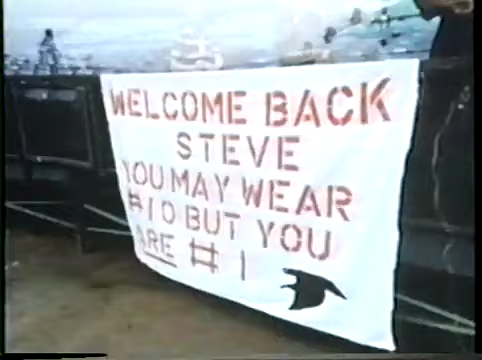 WELCOME BACK
STEVE
YOU MAY WEAR
#10 BUT YOU
ARE # 1